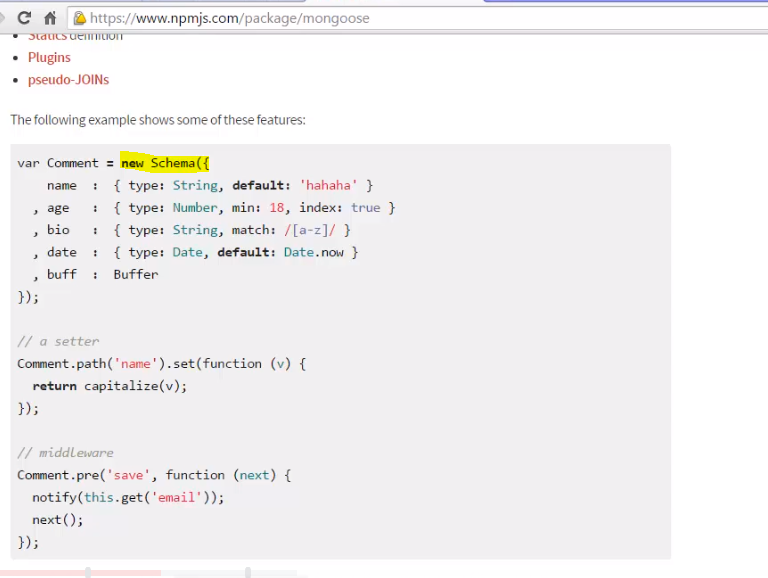 https://www.npmjs.com/package/mongoose
Statics definition
Plugins
pseudo-JOINs
The following example shows some of these features:
var Comment = new Schema({
    name  :  { type: String, default: 'hahaha' }
  , age   :  { type: Number, min: 18, index: true }
  , bio   :  { type: String, match: /[a-z]/ }
  , date  :  { type: Date, default: Date.now }
  , buff  :  Buffer
});
// a setter
Comment.path('name').set(function (v) {
  return capitalize(v);
});
// middleware
Comment.pre('save', function (next) {
  notify(this.get('email'));
  next();
});